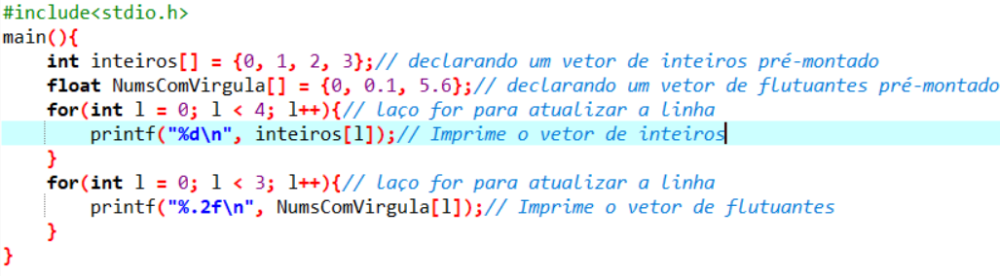 #include<stdio.h>
main(){
    int inteiros[] = {0, 1, 2, 3};// declarando um vetor de inteiros pré-montado
    float NumsComVirgula[] = {0, 0.1, 5.6};// declarando um vetor de flutuantes pré-montado
    for(int l = 0; l < 4; l++){// laço for para atualizar a linha
        printf("%d\n", inteiros[l]);// Imprime o vetor de inteiros
    }
    for(int l = 0; l < 3; l++){// laço for para atualizar a linha
        printf("%.2f\n", NumsComVirgula[l]);// Imprime o vetor de flutuantes
    }
}